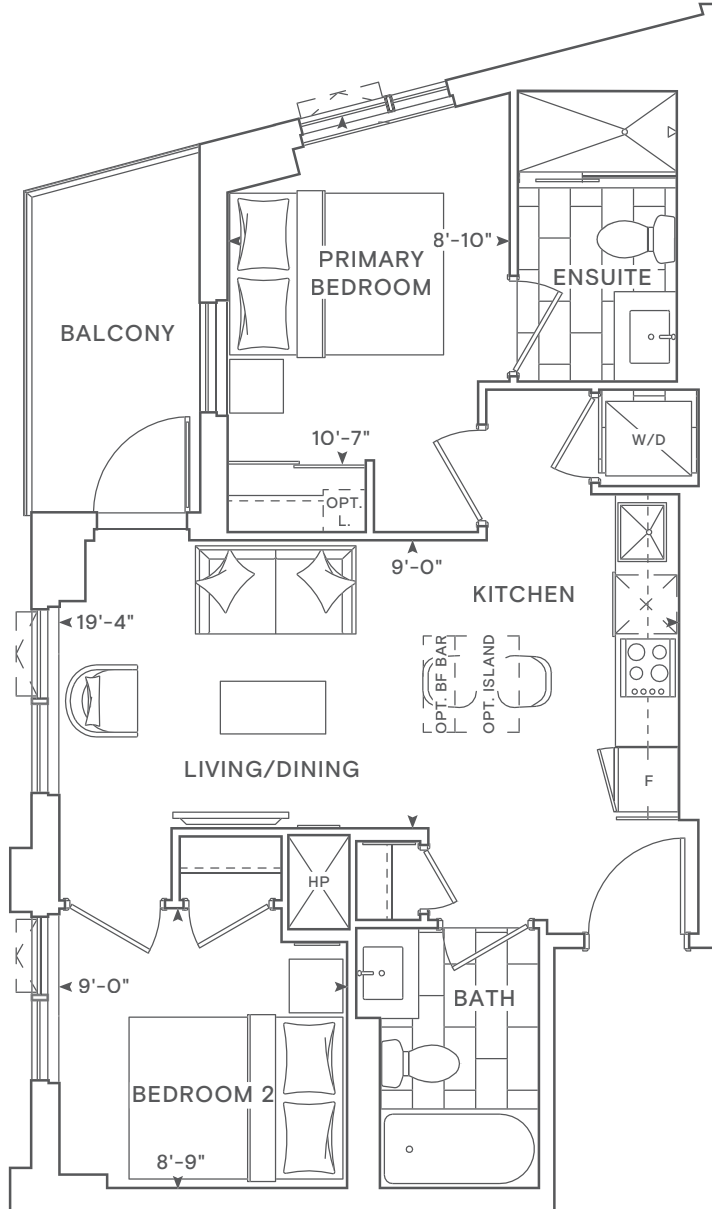 8'-10"
PRIMARY
BEDROOM
ENSUITE
BALCONY
10'-7"
W/D
OPT.
L.
9'-0"
KITCHEN
19'-4"
OPT. BF BAR
OPT. ISLAND
LIVING/DINING
F
HP
9'-0"
BATH
BEDROOM 2
8'-9"